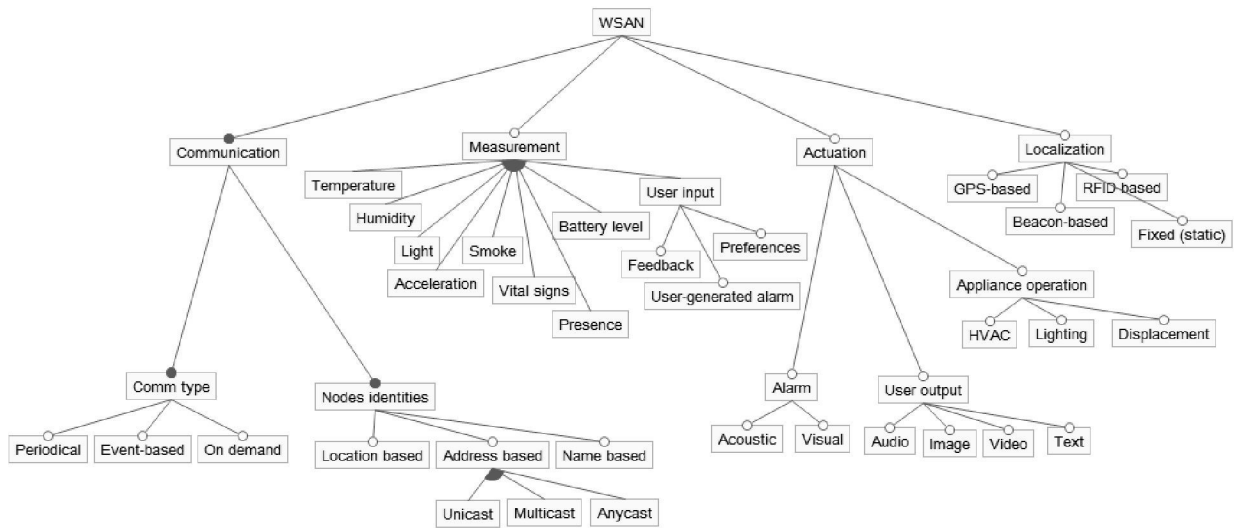 WSAN
Communication
Measurement
Actuation
Localization
Temperature
Humidity
Light
Acceleration
Smoke
Vital signs
Presence
Battery level
User input
Feedback
User-generated alarm
Preferences
GPS-based
RFID based
Beacon-based
Fixed (static)
Appliance operation
HVAC
Lighting
Displacement
Comm type
Nodes identities
Alarm
User output
Periodical
Event-based
On demand
Location based
Address based
Name based
Acoustic
Visual
Audio
Image
Video
Text
Unicast
Multicast
Anycast